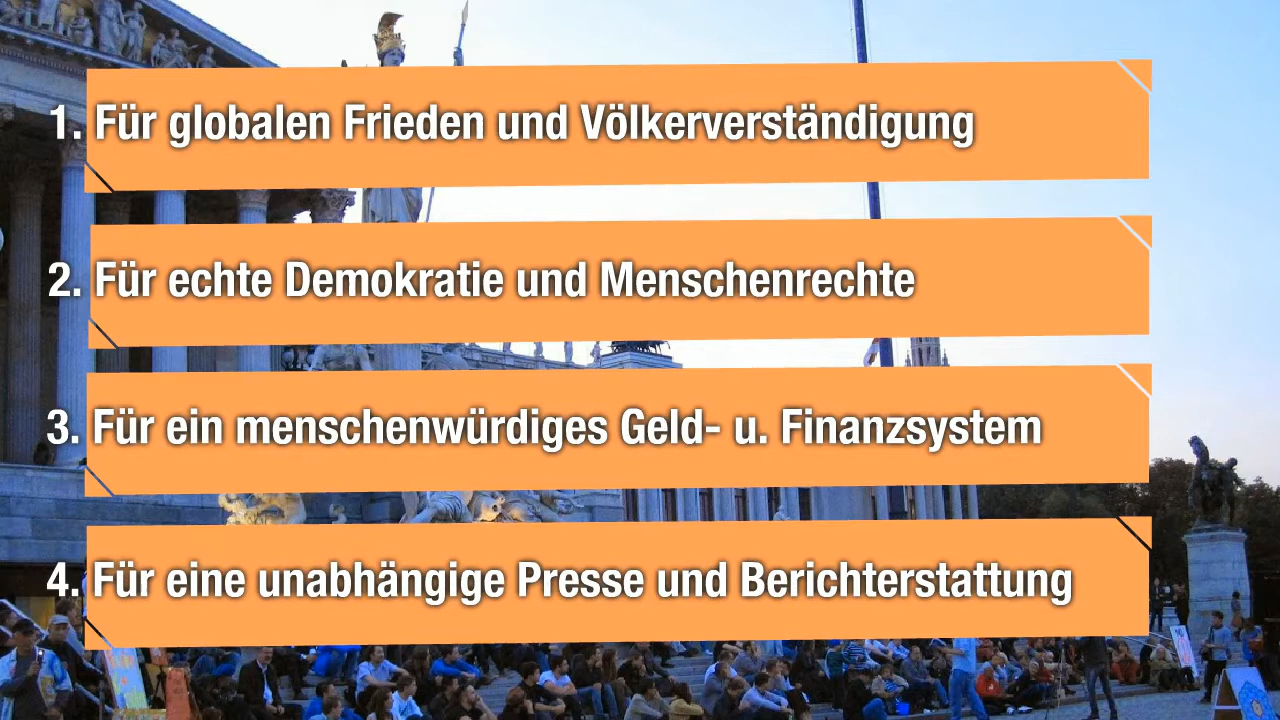 1. Für globalen Frieden und Völkerverständigung
2. Für echte Demokratie und Menschenrechte
3. Für ein menschenwürdiges Geld- u. Finanzsystem
4. Für eine unabhängige Presse und Berichterstattung